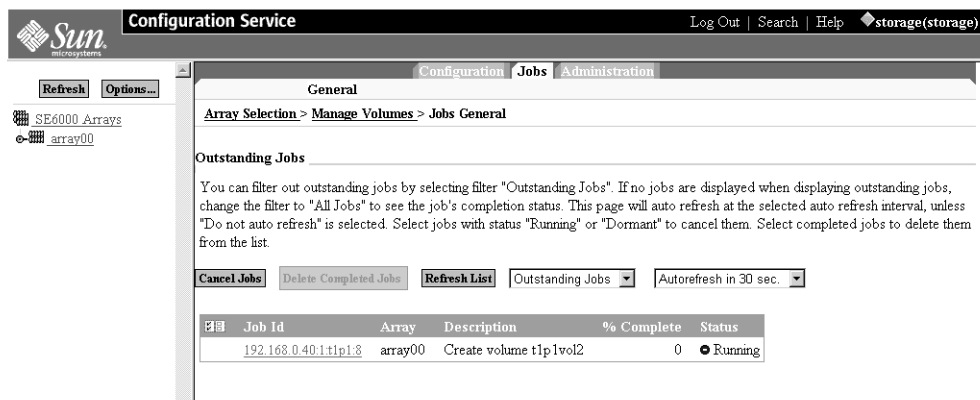 Sun
microsystems
Configuration Service
Log Out | Search | Help storage(storage)
Refresh Options...
SE6000 Arrays
array00
Configuration Jobs Administration
General
Array Selection > Manage Volumes > Jobs General
Outstanding Jobs
You can filter out outstanding jobs by selecting filter "Outstanding Jobs". If no jobs are displayed when displaying outstanding jobs,
change the filter to "All Jobs" to see the job's completion status. This page will auto refresh at the selected auto refresh interval, unless
"Do not auto refresh" is selected. Select jobs with status "Running" or "Dormant" to cancel them. Select completed jobs to delete them
from the list.
Cancel Jobs Delete Completed Jobs Refresh List Outstanding Jobs Autorefresh in 30 sec.
Job Id Array Description % Complete Status
192.168.0.40:1:t1p1:8 array00 Create volume t1p1vol2 0 Running